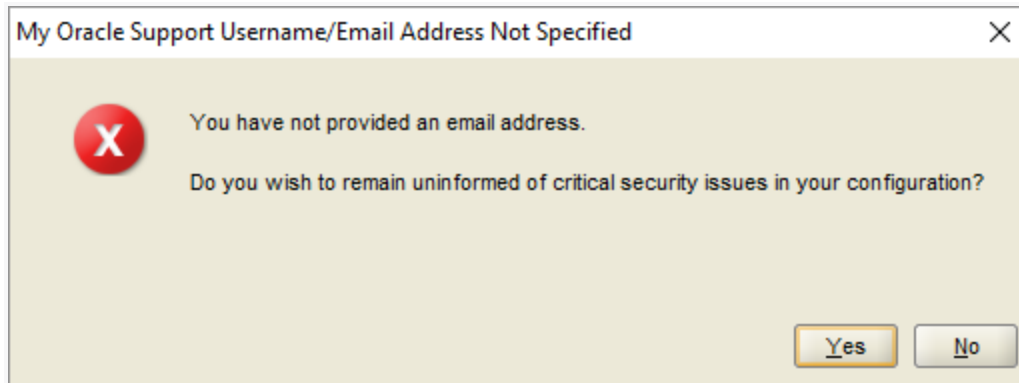 My Oracle Support Username/Email Address Not Specified
X
You have not provided an email address.
Do you wish to remain uninformed of critical security issues in your configuration?
Yes No